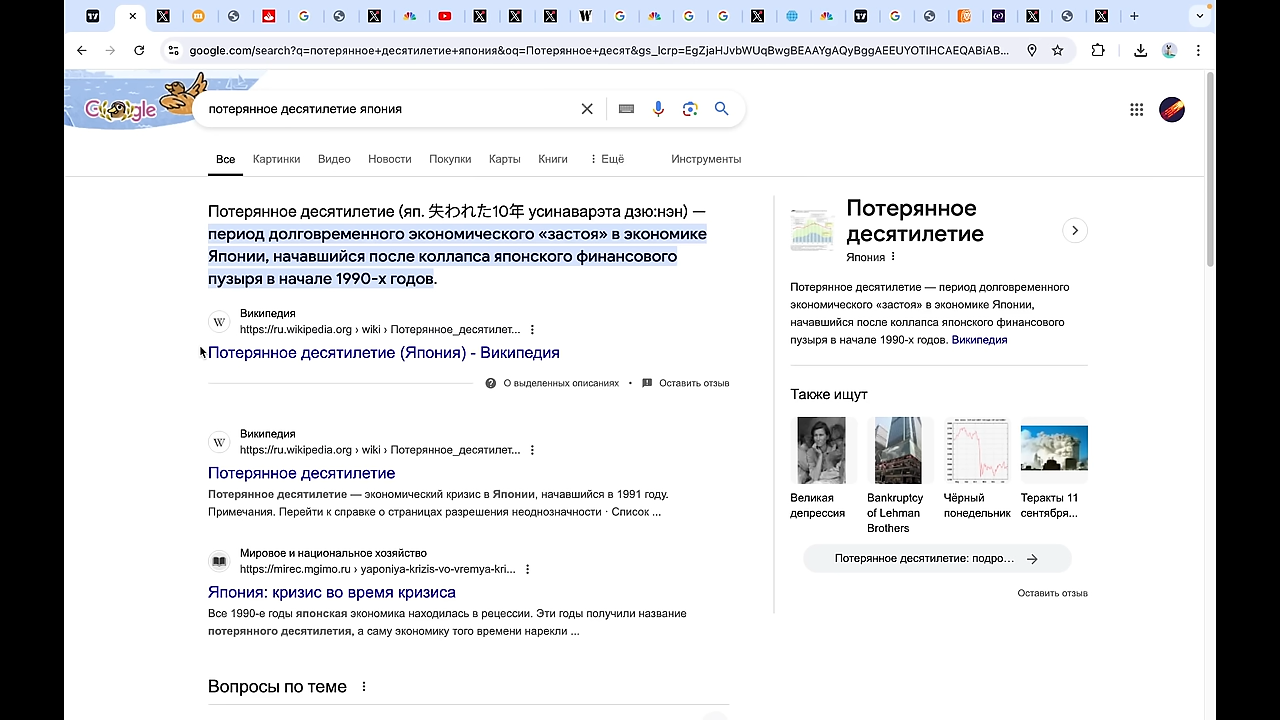 google.com/search?q=потерянное+десятилетие+япония&oq=Потерянное+десят&gs_lcrp=EgZjaHJvbWUqBwgBEAAYgAQyBggAEEUYOTIHCAEQABiAB...
Google
потерянное десятилетие япония
Все
Картинки
Видео
Новости
Покупки
Карты
Книги
Ещё
Инструменты
Потерянное десятилетие (яп. 失われた10年 усинаварэта дзю:нэн) —
период долговременного экономического «застоя» в экономике
Японии, начавшийся после коллапса японского финансового
пузыря в начале 1990-х годов.
Википедия
https://ru.wikipedia.org › wiki › Потерянное_десятилет...
Потерянное десятилетие (Япония) - Википедия
О выделенных описаниях • Оставить отзыв
Википедия
https://ru.wikipedia.org › wiki › Потерянное_десятилет...
Потерянное десятилетие
Потерянное десятилетие — экономический кризис в Японии, начавшийся в 1991 году.
Примечания. Перейти к справке о страницах разрешения неоднозначности · Список ...
Мировое и национальное хозяйство
https://mirec.mgimo.ru › yaponiya-krizis-vo-vremya-kri...
Япония: кризис во время кризиса
Все 1990-е годы японская экономика находилась в рецессии. Эти годы получили название
потерянного десятилетия, а саму экономику того времени нарекли ...
Вопросы по теме
Потерянное
десятилетие
Япония
Потерянное десятилетие — период долговременного
экономического «застоя» в экономике Японии,
начавшийся после коллапса японского финансового
пузыря в начале 1990-х годов. Википедия
Также ищут
Великая
депрессия
Bankruptcy
of Lehman
Brothers
Чёрный
понедельник
Теракты 11
сентября...
Потерянное десятилетие: подро...
Оставить отзыв